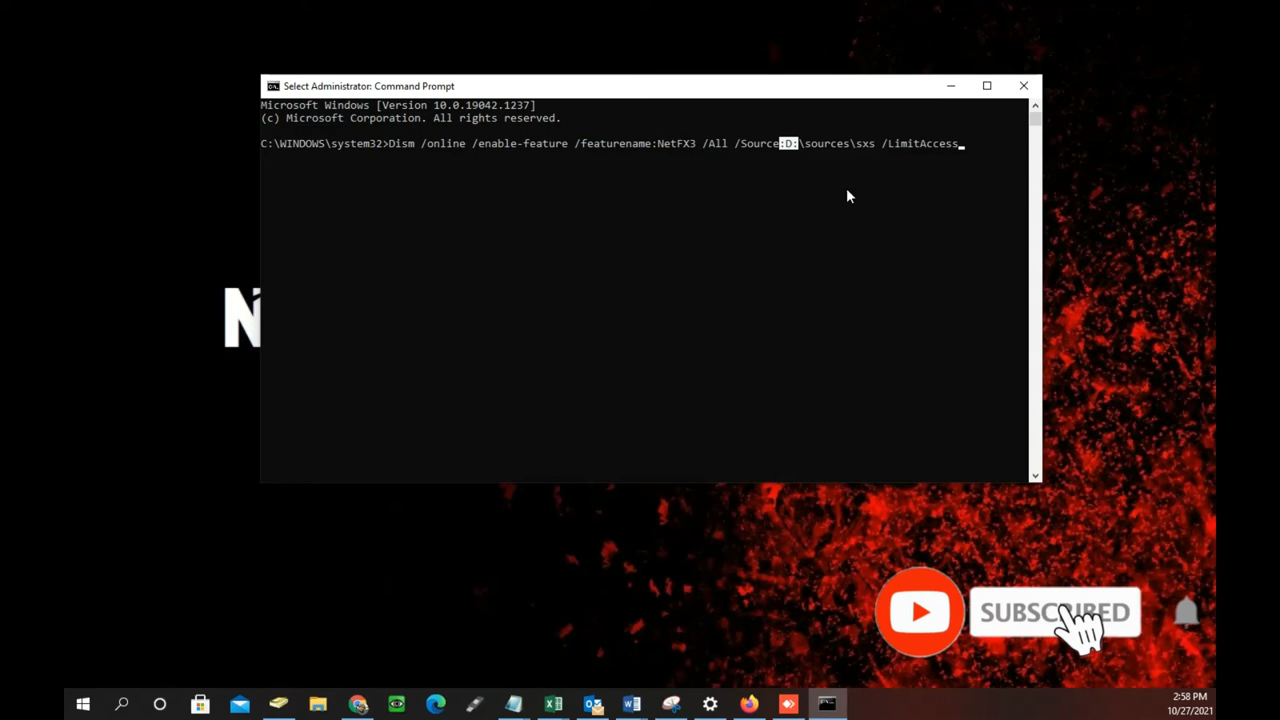 Select Administrator: Command Prompt
Microsoft Windows [Version 10.0.19042.1237]
(c) Microsoft Corporation. All rights reserved.
C:\WINDOWS\system32>Dism /online /enable-feature /featurename:NetFX3 /All /Source:D:\sources\sxs /LimitAccess_
N
SUBSCRIBED
2:58 PM
10/27/2021